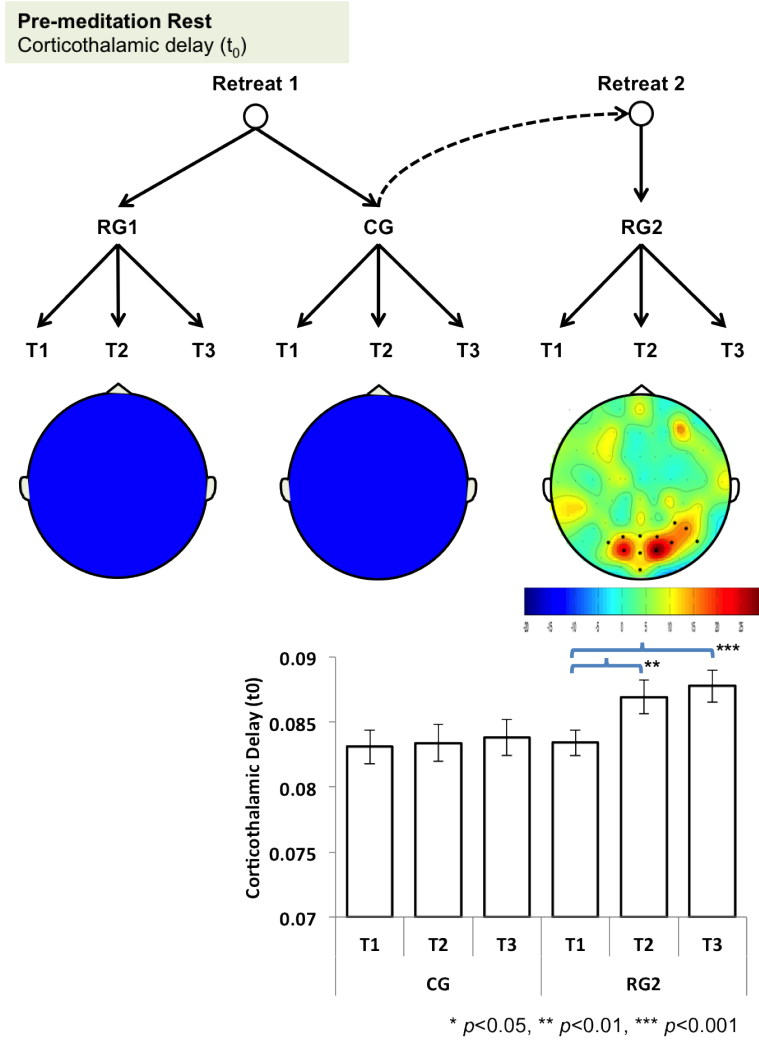 Pre-meditation Rest
Corticothalamic delay (t0)
Retreat 1 Retreat 2
RG1 CG RG2
T1 T2 T3 T1 T2 T3 T1 T2 T3
***
**
0.09
0.085
0.08
0.075
0.07
Corticothalamic Delay (t0)
T1 T2 T3 T1 T2 T3
CG RG2
* p<0.05, ** p<0.01, *** p<0.001